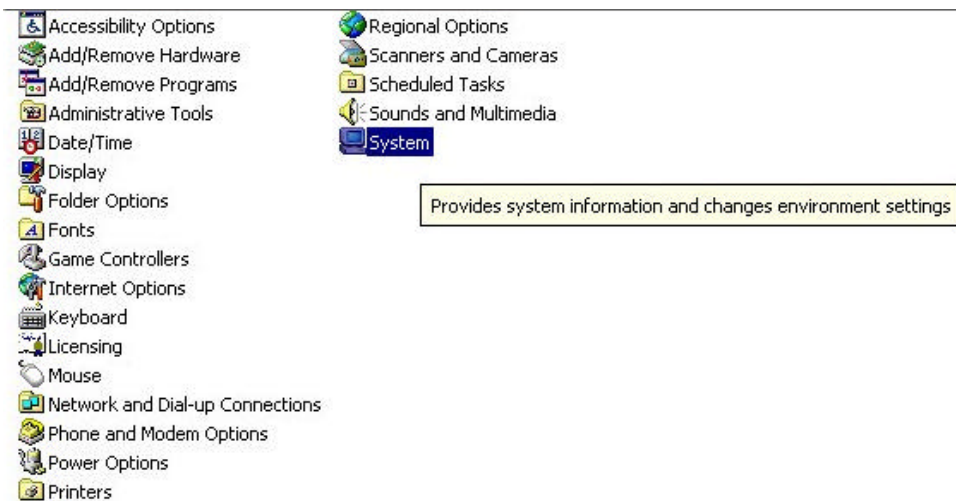 Accessibility Options
Add/Remove Hardware
Add/Remove Programs
Administrative Tools
Date/Time
Display
Folder Options
Fonts
Game Controllers
Internet Options
Keyboard
Licensing
Mouse
Network and Dial-up Connections
Phone and Modem Options
Power Options
Printers
Regional Options
Scanners and Cameras
Scheduled Tasks
Sounds and Multimedia
System
Provides system information and changes environment settings